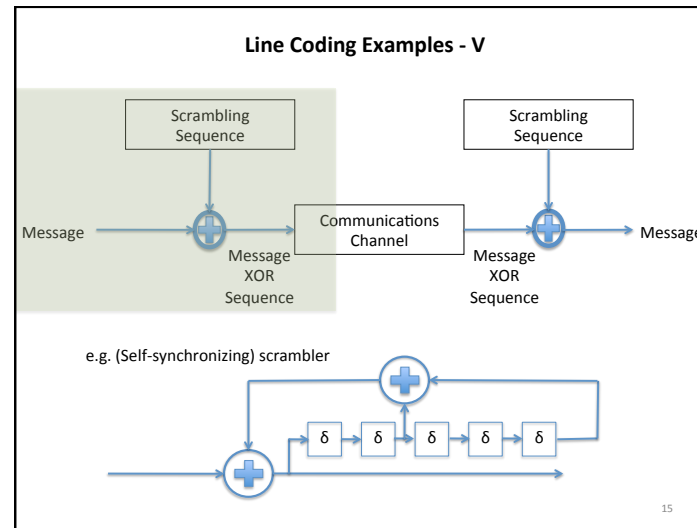 Line Coding Examples - V
Scrambling
Sequence
Scrambling
Sequence
Message
Communications
Channel
Message
Message
XOR
Sequence
Message
XOR
Sequence
e.g. (Self-synchronizing) scrambler
δ δ δ δ δ
15